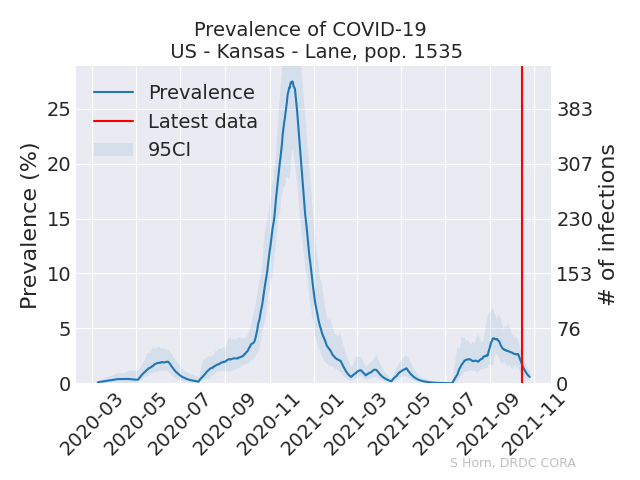 Prevalence of COVID-19
US - Kansas - Lane, pop. 1535
Prevalence
Latest data
95CI
Prevalence (%)
25
20
15
10
5
0
383
307
230
153
76
0
# of infections
2020-03
2020-05
2020-07
2020-09
2020-11
2021-01
2021-03
2021-05
2021-07
2021-09
2021-11
S Horn, DRDC CORA